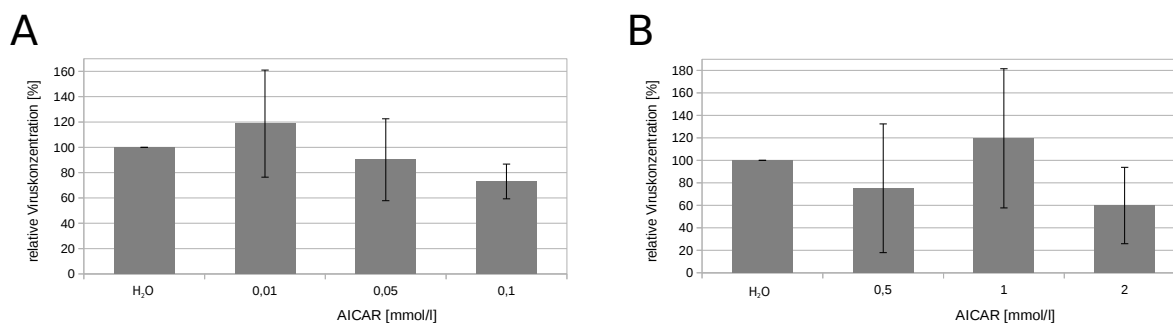 A
relative Viruskonzentration [%]
160
140
120
100
80
60
40
20
0
H₂O 0,01 0,05 0,1
AICAR [mmol/l]
B
relative Viruskonzentration [%]
180
160
140
120
100
80
60
40
20
0
H₂O 0,5 1 2
AICAR [mmol/l]